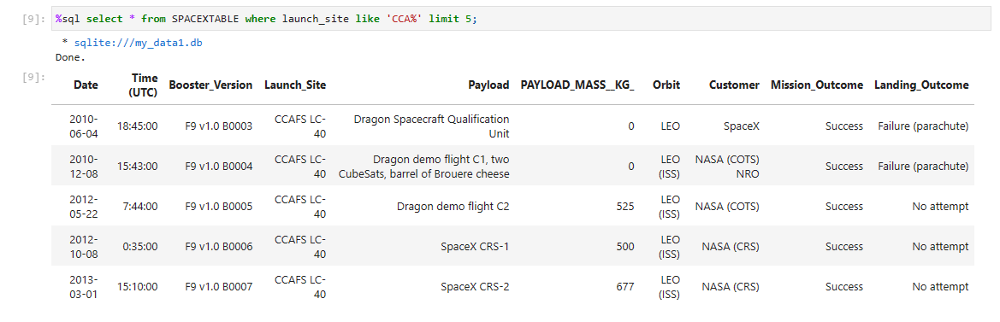 [9]: %sql select * from SPACEXTABLE where launch_site like 'CCA%' limit 5;
* sqlite:///my_data1.db
Done.
[9]:
Date Time (UTC) Booster_Version Launch_Site Payload PAYLOAD_MASS__KG_ Orbit Customer Mission_Outcome Landing_Outcome
2010-06-04 18:45:00 F9 v1.0 B0003 CCAFS LC-40 Dragon Spacecraft Qualification Unit 0 LEO SpaceX Success Failure (parachute)
2010-12-08 15:43:00 F9 v1.0 B0004 CCAFS LC-40 Dragon demo flight C1, two CubeSats, barrel of Brouere cheese 0 LEO (ISS) NASA (COTS) NRO Success Failure (parachute)
2012-05-22 7:44:00 F9 v1.0 B0005 CCAFS LC-40 Dragon demo flight C2 525 LEO (ISS) NASA (COTS) Success No attempt
2012-10-08 0:35:00 F9 v1.0 B0006 CCAFS LC-40 SpaceX CRS-1 500 LEO (ISS) NASA (CRS) Success No attempt
2013-03-01 15:10:00 F9 v1.0 B0007 CCAFS LC-40 SpaceX CRS-2 677 LEO (ISS) NASA (CRS) Success No attempt